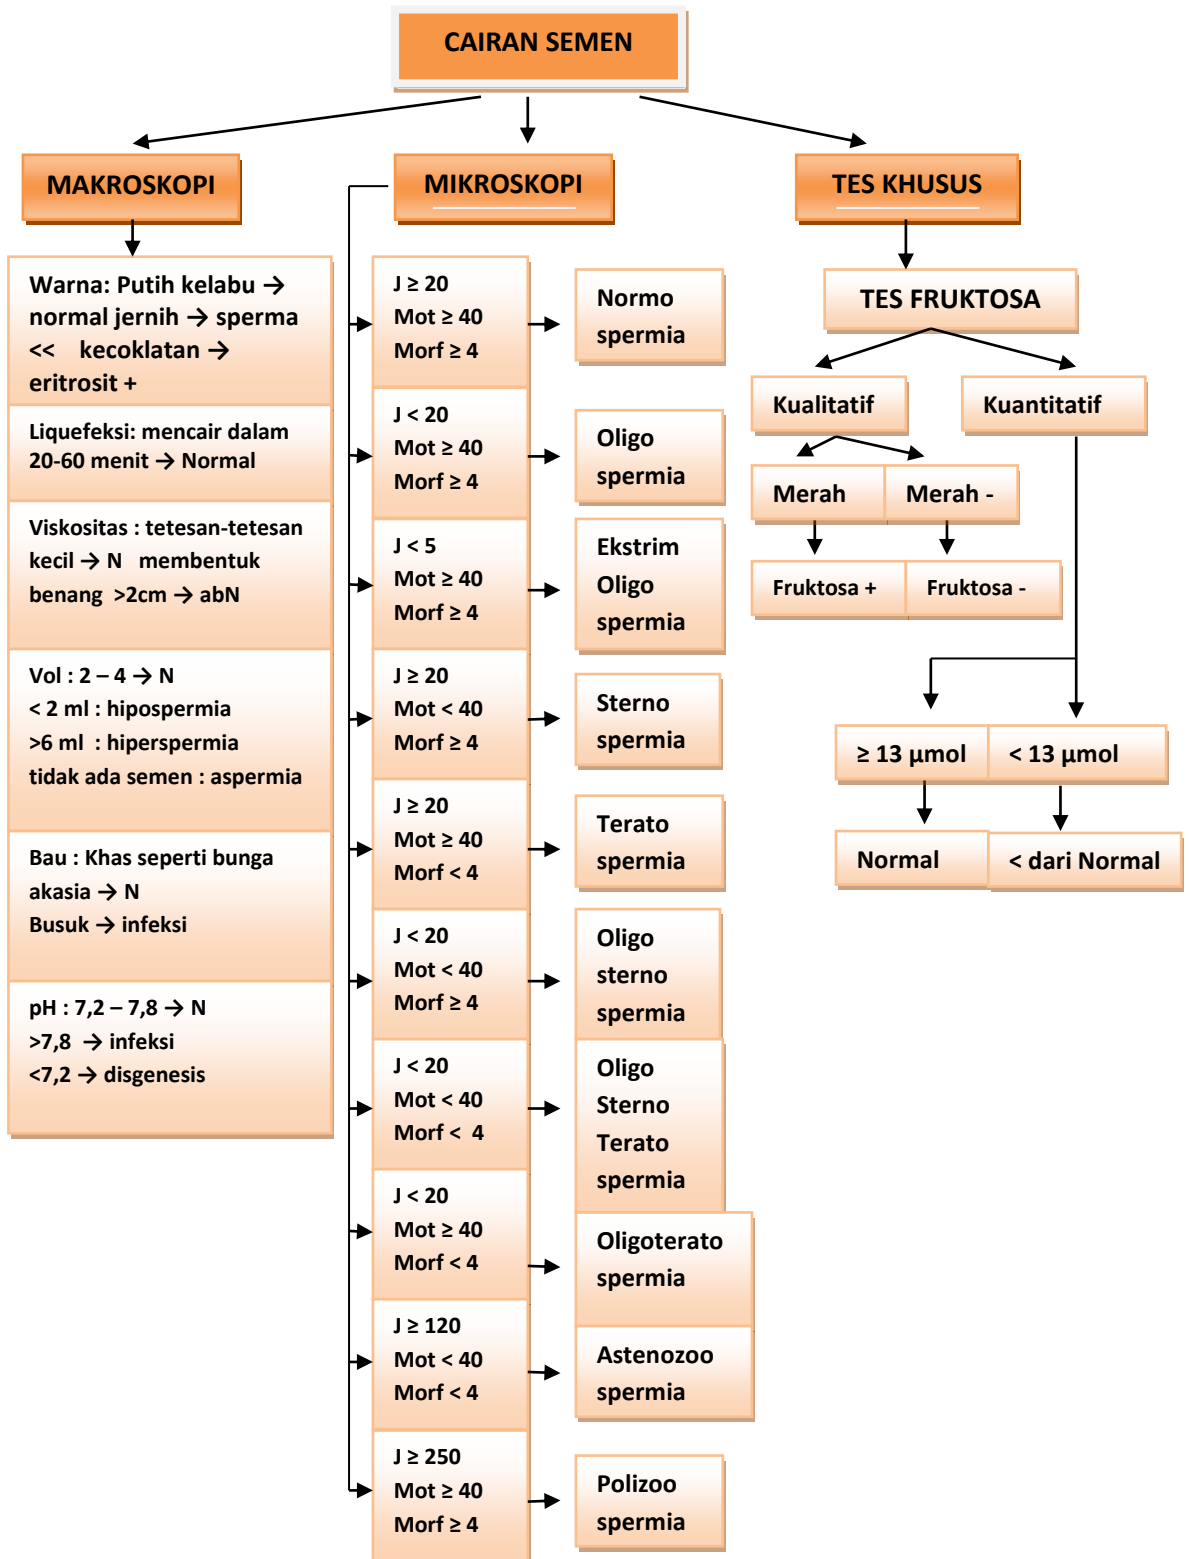 CAIRAN SEMEN
MAKROSKOPI
MIKROSKOPI
TES KHUSUS
Warna: Putih kelabu →
normal jernih → sperma
<< kecoklatan →
eritrosit +
Liquefeksi: mencair dalam
20-60 menit → Normal
Viskositas : tetesan-tetesan
kecil → N membentuk
benang >2cm → abN
Vol : 2 – 4 → N
< 2 ml : hipospermia
>6 ml : hiperspermia
tidak ada semen : aspermia
Bau : Khas seperti bunga
akasia → N
Busuk → infeksi
pH : 7,2 – 7,8 → N
>7,8 → infeksi
<7,2 → disgenesis
J ≥ 20
Mot ≥ 40
Morf ≥ 4
Normo
spermia
J < 20
Mot ≥ 40
Morf ≥ 4
Oligo
spermia
J < 5
Mot ≥ 40
Morf ≥ 4
Ekstrim
Oligo
spermia
J ≥ 20
Mot < 40
Morf ≥ 4
Sterno
spermia
J ≥ 20
Mot ≥ 40
Morf < 4
Terato
spermia
J < 20
Mot < 40
Morf ≥ 4
Oligo
sterno
spermia
J < 20
Mot < 40
Morf < 4
Oligo
Sterno
Terato
spermia
J < 20
Mot ≥ 40
Morf < 4
Oligoterato
spermia
J ≥ 120
Mot < 40
Morf < 4
Astenozoo
spermia
J ≥ 250
Mot ≥ 40
Morf ≥ 4
Polizoo
spermia
TES FRUKTOSA
Kualitatif
Kuantitatif
Merah
Merah -
Fruktosa +
Fruktosa -
≥ 13 µmol
< 13 µmol
Normal
< dari Normal